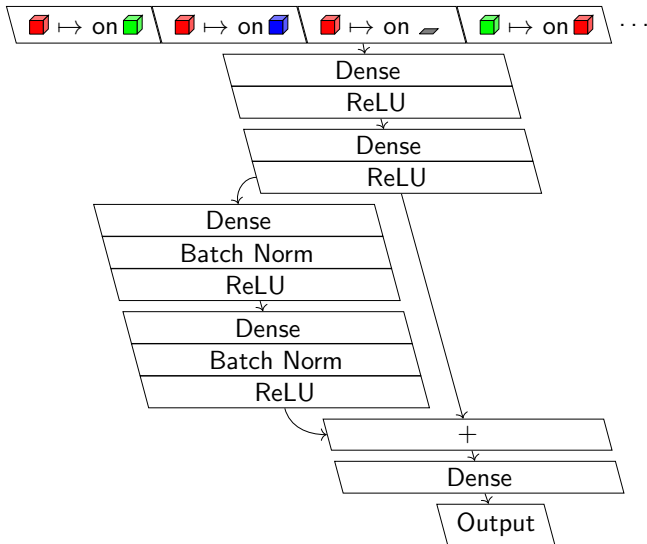 ↦ on ↦ on ↦ on ↦ on ···
Dense
ReLU
Dense
ReLU
Dense
Batch Norm
ReLU
Dense
Batch Norm
ReLU
+
Dense
Output